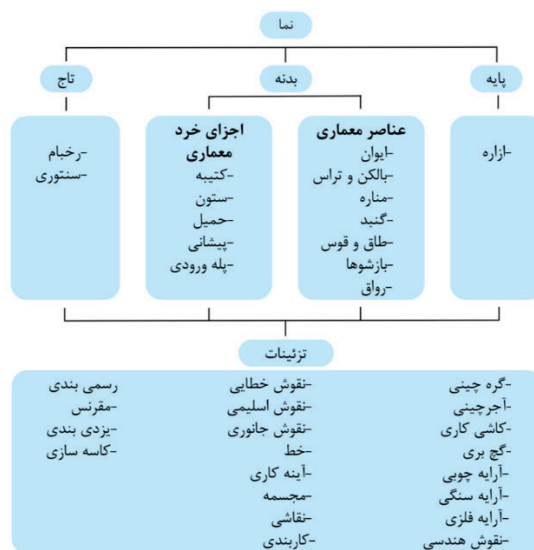 نما
پایه
بدنه
تاج
-ازاره
عناصر معماری
-ایوان
-بالکن و تراس
-مناره
-گنبد
-طاق و قوس
-بازشوها
-رواق
اجزای خرد
معماری
-کتیبه
-ستون
-حمیل
-پیشانی
-پله ورودی
-رخبام
-سنتوری
تزئینات
-گره چینی
-آجرچینی
-کاشی کاری
-گچ بری
-آرایه چوبی
-آرایه سنگی
-آرایه فلزی
-نقوش هندسی
-نقوش خطایی
-نقوش اسلیمی
-نقوش جانوری
-خط
-آینه کاری
-مجسمه
-نقاشی
-کاربندی
رسمی بندی
-مقرنس
-یزدی بندی
-کاسه سازی